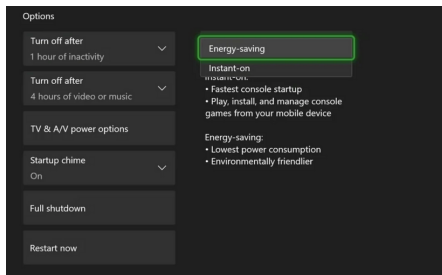 Options
Turn off after
1 hour of inactivity
Turn off after
4 hours of video or music
TV & A/V power options
Startup chime
On
Full shutdown
Restart now
Energy-saving
Instant-on
Instant-on:
• Fastest console startup
• Play, install, and manage console
games from your mobile device
Energy-saving:
• Lowest power consumption
• Environmentally friendlier